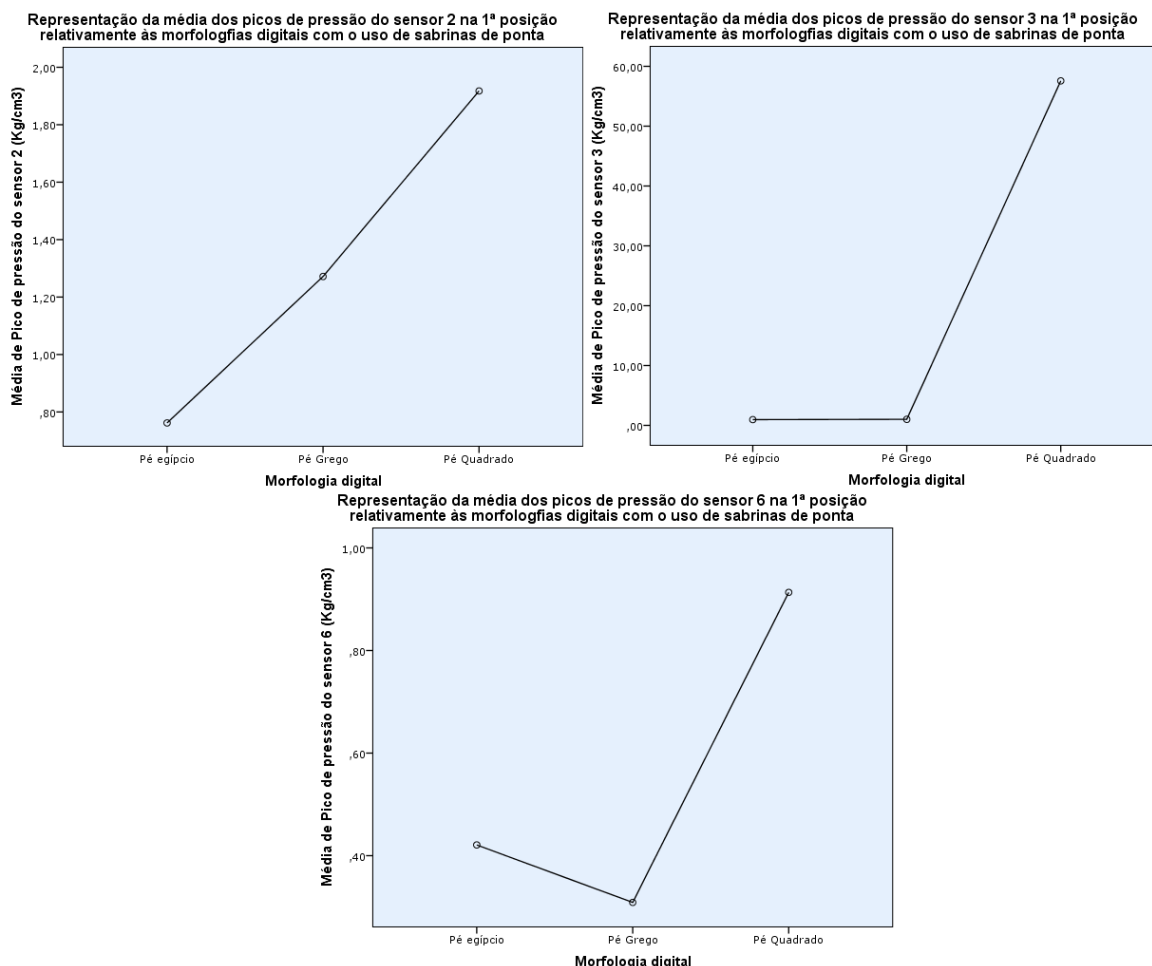 Representação da média dos picos de pressão do sensor 2 na 1ª posição
relativamente às morfologfias digitais com o uso de sabrinas de ponta
Média de Pico de pressão do sensor 2 (Kg/cm3)
2,00
1,80
1,60
1,40
1,20
1,00
,80
Pé egípcio
Pé Grego
Pé Quadrado
Morfologia digital
Representação da média dos picos de pressão do sensor 3 na 1ª posição
relativamente às morfologfias digitais com o uso de sabrinas de ponta
Média de Pico de pressão do sensor 3 (Kg/cm3)
60,00
50,00
40,00
30,00
20,00
10,00
,00
Pé egípcio
Pé Grego
Pé Quadrado
Morfologia digital
Representação da média dos picos de pressão do sensor 6 na 1ª posição
relativamente às morfologfias digitais com o uso de sabrinas de ponta
Média de Pico de pressão do sensor 6 (Kg/cm3)
1,00
,80
,60
,40
Pé egípcio
Pé Grego
Pé Quadrado
Morfologia digital